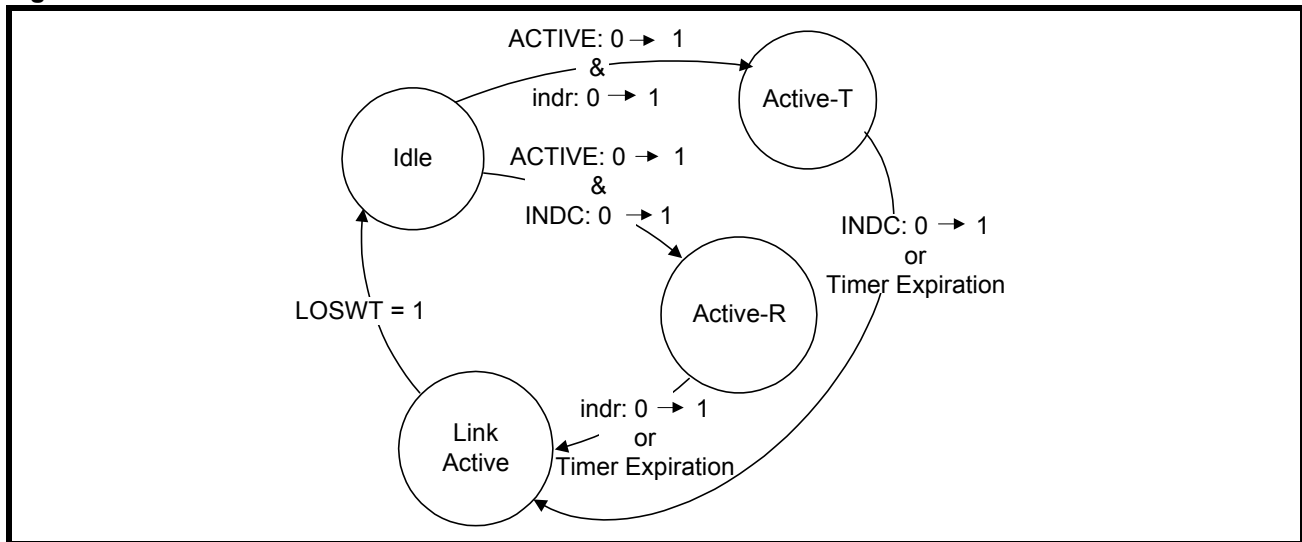 ACTIVE: 0 → 1
&
indr: 0 → 1
Active-T
Idle
ACTIVE: 0 → 1
&
INDC: 0 → 1
INDC: 0 → 1
or
Timer Expiration
Active-R
LOSWT = 1
indr: 0 → 1
or
Timer Expiration
Link
Active